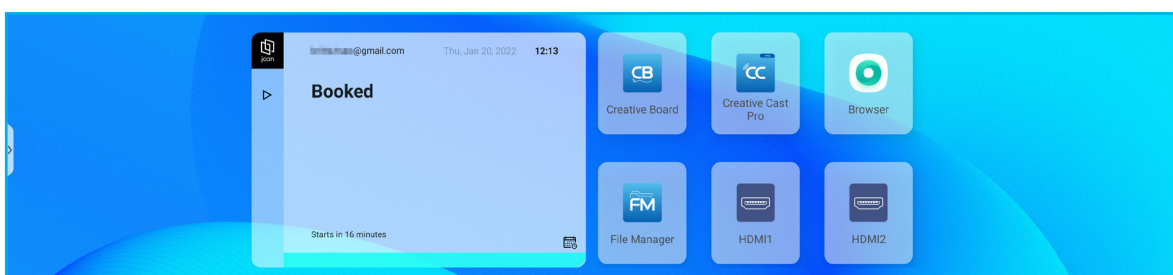 joan
@gmail.com
Thu, Jan 20, 2022
12:13
Booked
Starts in 16 minutes
CB
Creative Board
CC
Creative Cast
Pro
Browser
FM
File Manager
HDMI1
HDMI2